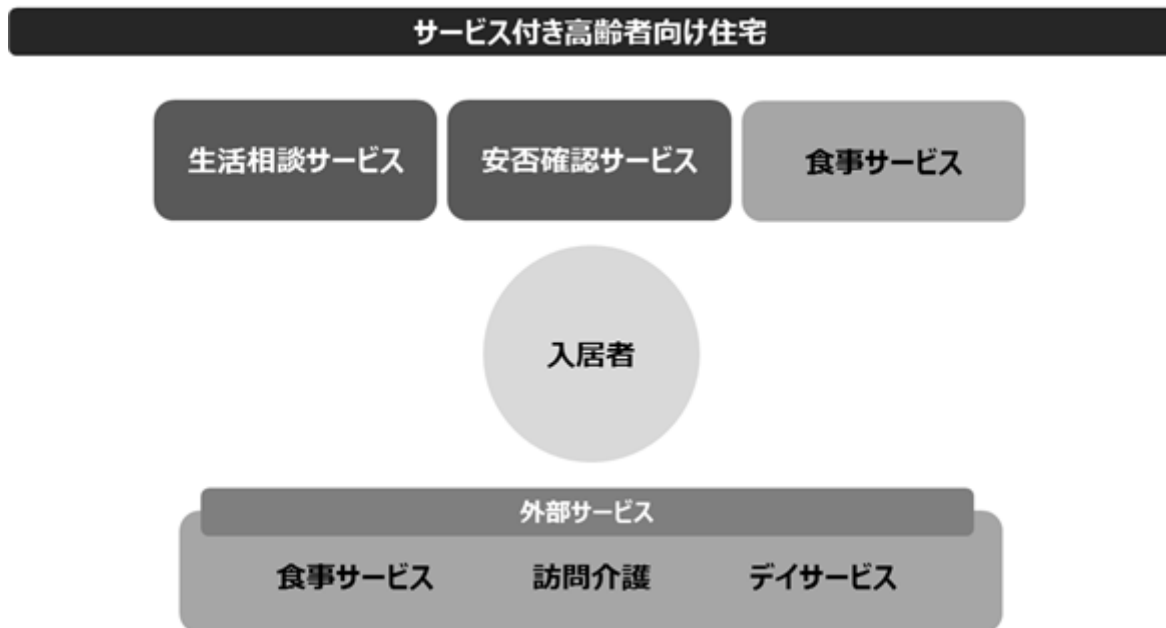 サービス付き高齢者向け住宅
生活相談サービス
安否確認サービス
食事サービス
入居者
外部サービス
食事サービス
訪問介護
デイサービス